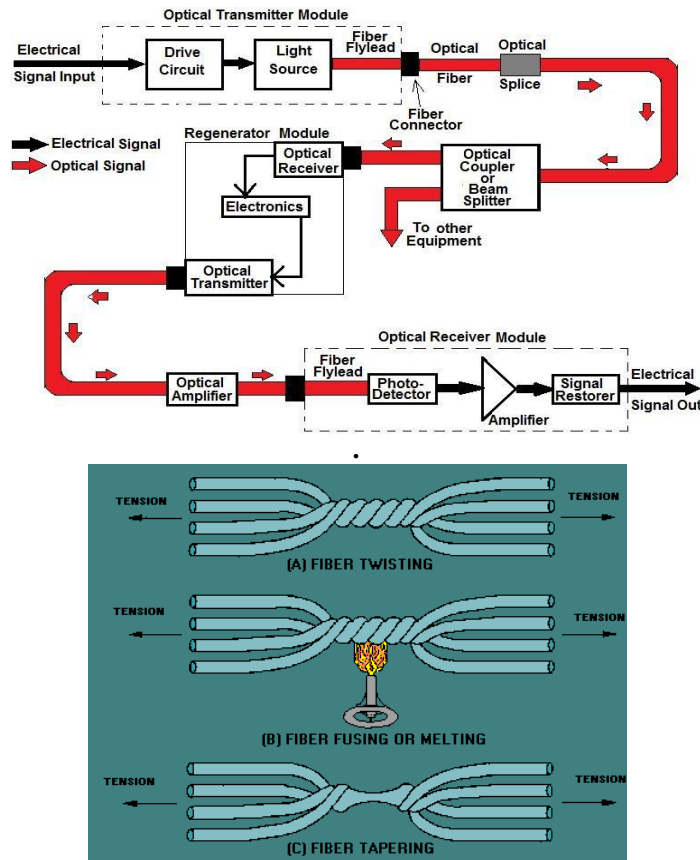 Optical Transmitter Module
Electrical
Signal Input
Drive
Circuit
Light
Source
Fiber
Flylead
Optical
Fiber
Optical
Splice
Fiber
Connector
Electrical Signal
Optical Signal
Regenerator Module
Optical
Receiver
Electronics
Optical
Transmitter
Optical
Coupler
or
Beam
Splitter
To other
Equipment
Optical Receiver Module
Optical
Amplifier
Fiber
Flylead
Photo-
Detector
Amplifier
Signal
Restorer
Electrical
Signal Out
TENSION
TENSION
(A) FIBER TWISTING
TENSION
TENSION
(B) FIBER FUSING OR MELTING
TENSION
TENSION
(C) FIBER TAPERING